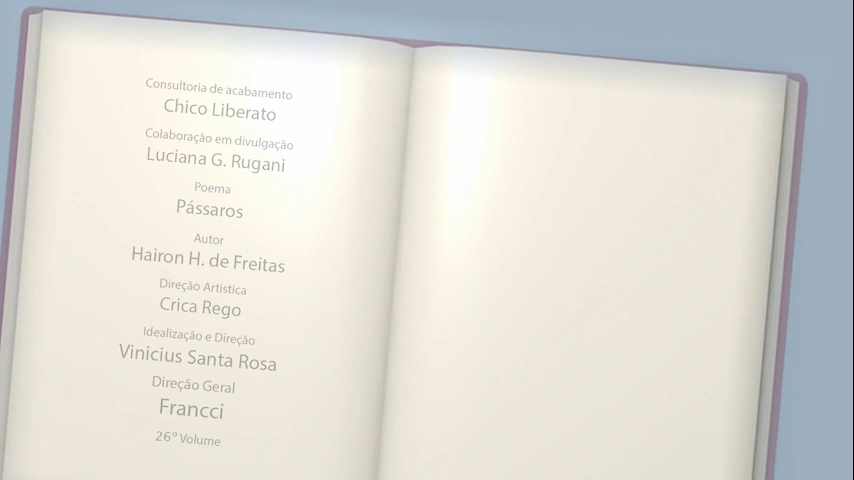 Consultoria de acabamento
Chico Liberato
Colaboração em divulgação
Luciana G. Rugani
Poema
Pássaros
Autor
Hairon H. de Freitas
Direção Artistica
Crica Rego
Idealização e Direção
Vinicius Santa Rosa
Direção Geral
Francci
26º Volume